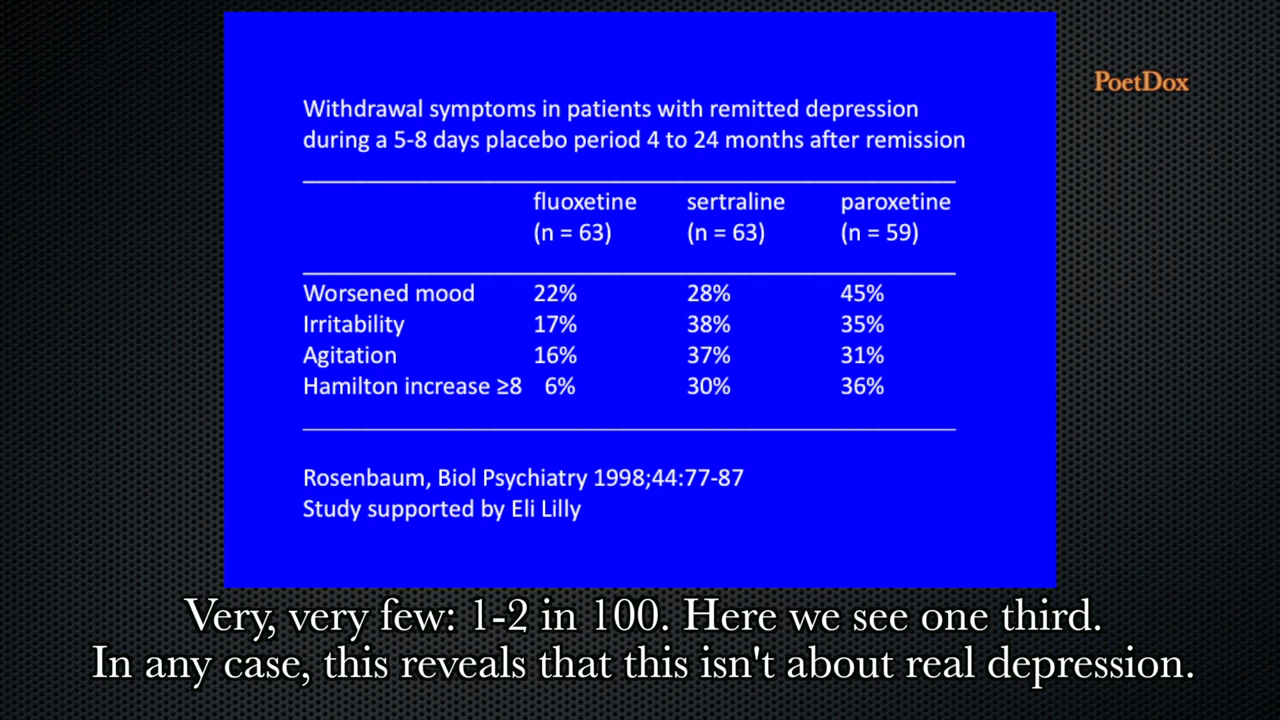 PoetDox
Withdrawal symptoms in patients with remitted depression
during a 5-8 days placebo period 4 to 24 months after remission
fluoxetine sertraline paroxetine
(n = 63) (n = 63) (n = 59)
Worsened mood 22% 28% 45%
Irritability 17% 38% 35%
Agitation 16% 37% 31%
Hamilton increase ≥8 6% 30% 36%
Rosenbaum, Biol Psychiatry 1998;44:77-87
Study supported by Eli Lilly
Very, very few: 1-2 in 100. Here we see one third.
In any case, this reveals that this isn't about real depression.